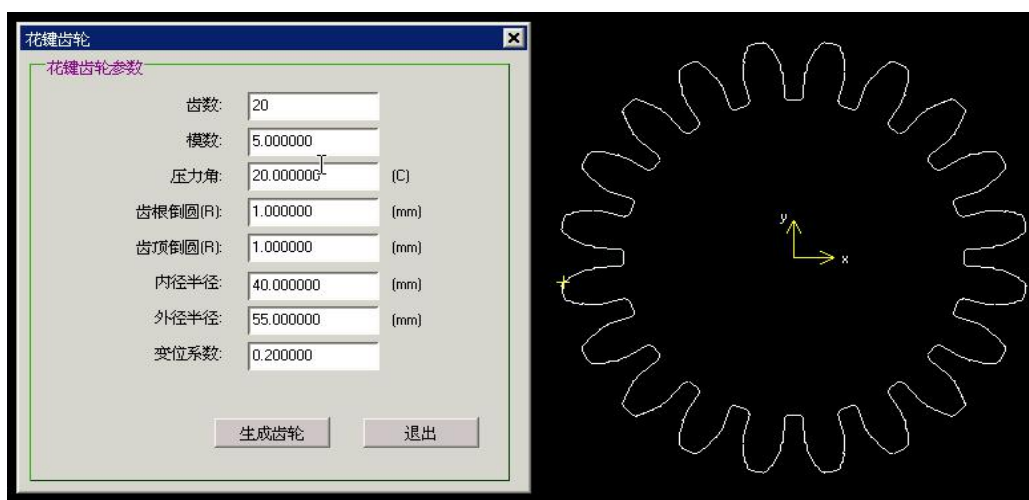 花键齿轮
花键齿轮参数
齿数: 20
模数: 5.000000
压力角: 20.000000 (C)
齿根倒圆(R): 1.000000 (mm)
齿顶倒圆(R): 1.000000 (mm)
内径半径: 40.000000 (mm)
外径半径: 55.000000 (mm)
变位系数: 0.200000
生成齿轮 退出
y
x